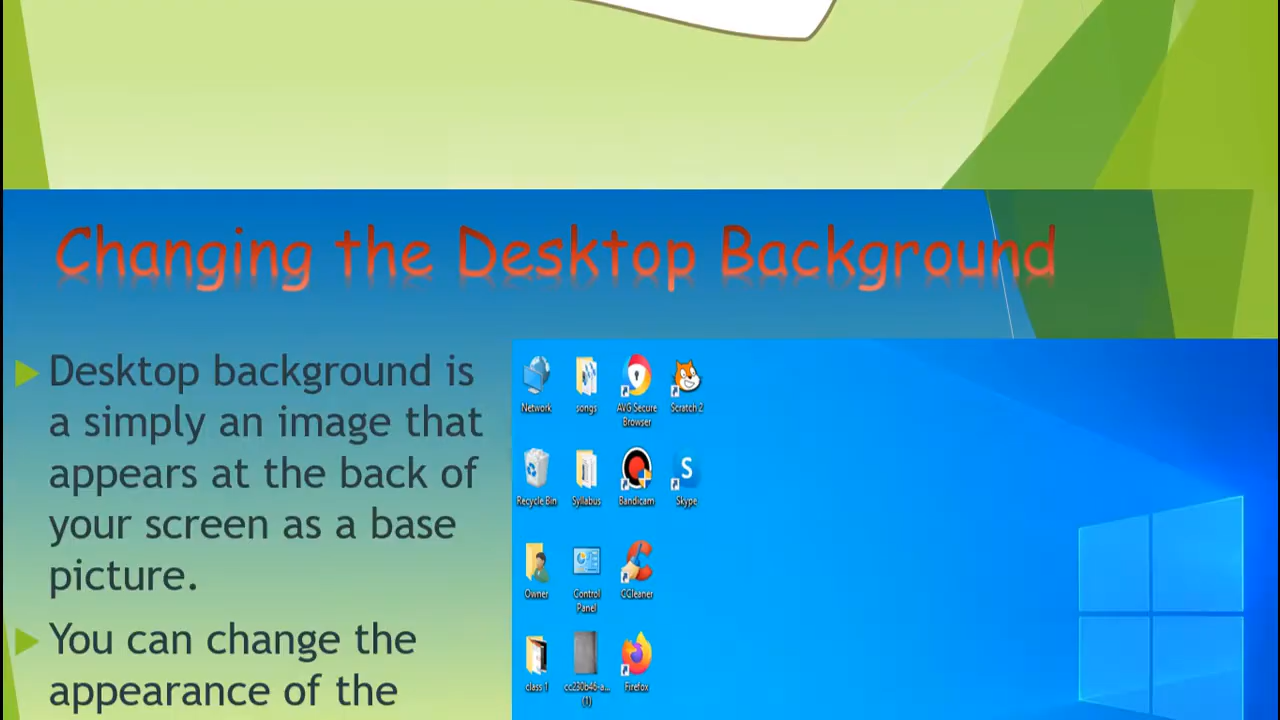 Changing the Desktop Background
Desktop background is
a simply an image that
appears at the back of
your screen as a base
picture.
You can change the
appearance of the
Network
songs
AVG Secure
Browser
Scratch 2
Recycle Bin
Syllabus
Bandicam
Skype
Owner
Control
Panel
CCleaner
class 1
cc230b46-a...
(1)
Firefox